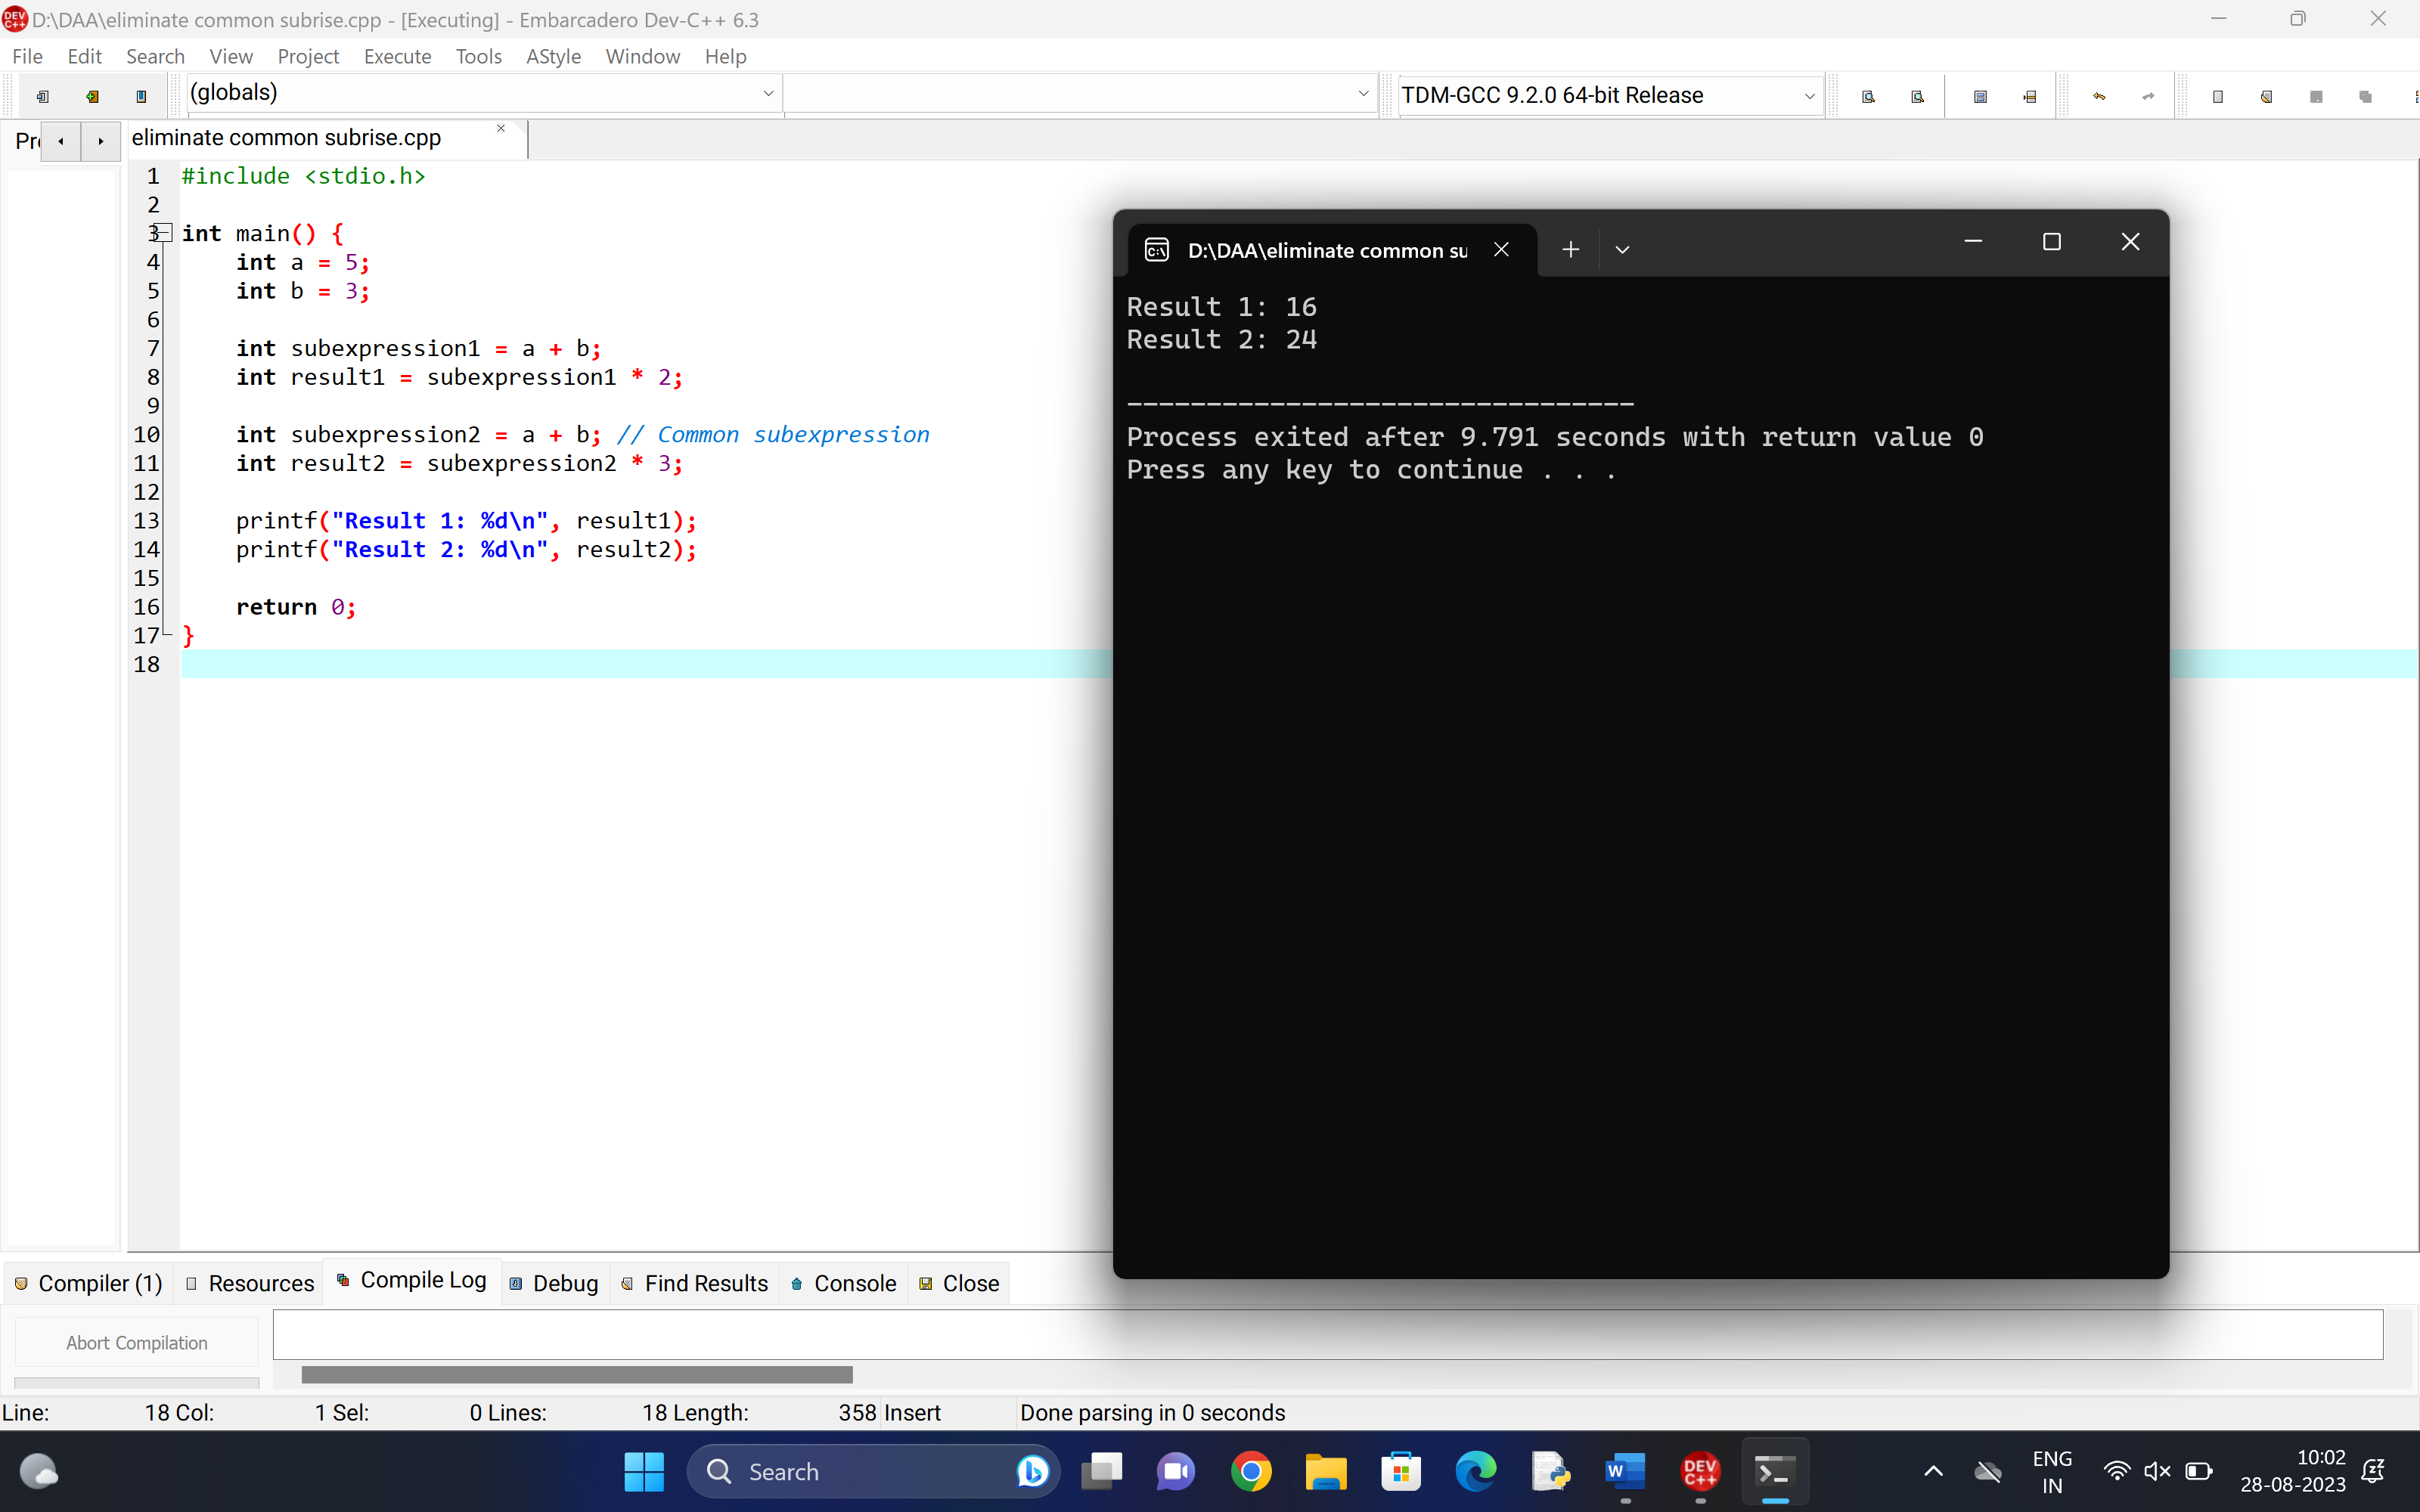 D:\DAA\eliminate common subrise.cpp - [Executing] - Embarcadero Dev-C++ 6.3
File Edit Search View Project Execute Tools AStyle Window Help
(globals)
TDM-GCC 9.2.0 64-bit Release
eliminate common subrise.cpp
1 #include <stdio.h>
2
3 int main() {
4 int a = 5;
5 int b = 3;
6
7 int subexpression1 = a + b;
8 int result1 = subexpression1 * 2;
9
10 int subexpression2 = a + b; // Common subexpression
11 int result2 = subexpression2 * 3;
12
13 printf("Result 1: %d\n", result1);
14 printf("Result 2: %d\n", result2);
15
16 return 0;
17 }
18
D:\DAA\eliminate common su
Result 1: 16
Result 2: 24
--------------------------------
Process exited after 9.791 seconds with return value 0
Press any key to continue . . .
Compiler (1) Resources Compile Log Debug Find Results Console Close
Abort Compilation
Line: 18 Col: 1 Sel: 0 Lines: 18 Length: 358 Insert Done parsing in 0 seconds
Search
DEV C++
ENG
IN
10:02
28-08-2023